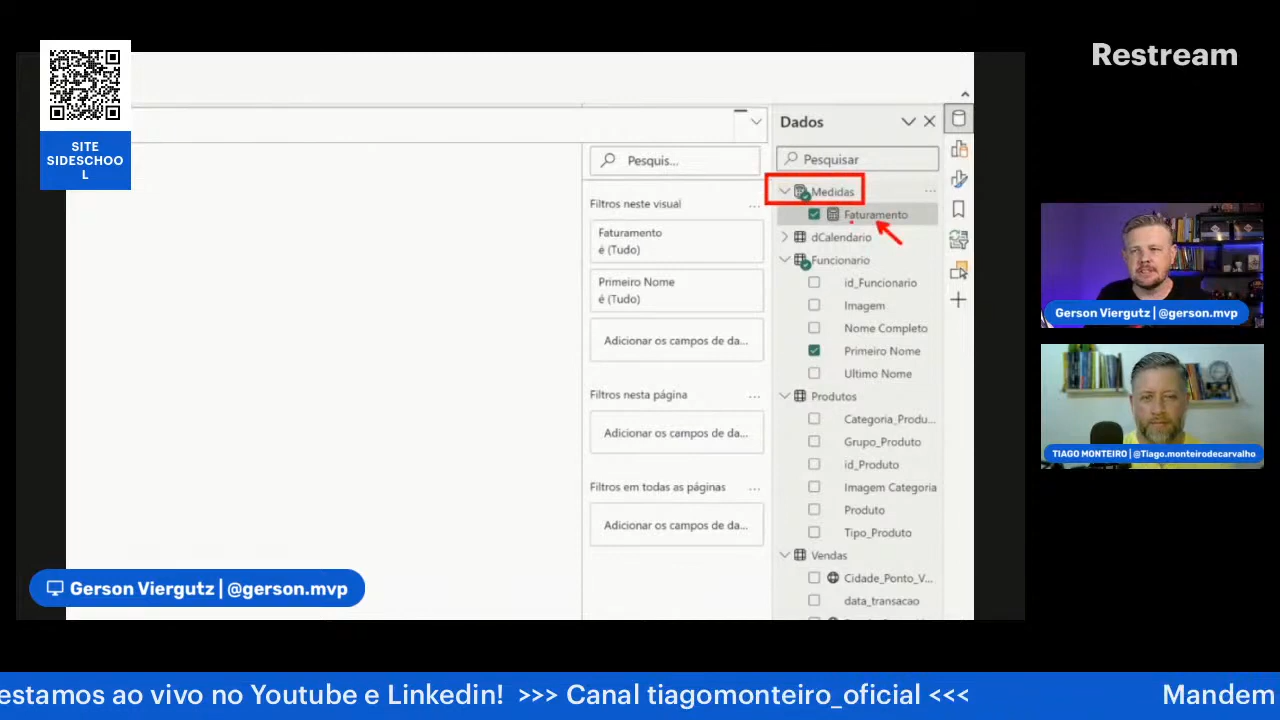 Restream
SITE
SIDESCHOO
L
Dados
Pesquis...
Pesquisar
Filtros neste visual
...
Medidas
...
Faturamento
é (Tudo)
Faturamento
dCalendario
Funcionario
Primeiro Nome
é (Tudo)
id_Funcionario
Imagem
Nome Completo
Adicionar os campos de da...
Primeiro Nome
Ultimo Nome
Filtros nesta página
...
Produtos
Categoria_Produ...
Adicionar os campos de da...
Grupo_Produto
id_Produto
Filtros em todas as páginas
...
Imagem Categoria
Adicionar os campos de da...
Produto
Tipo_Produto
Vendas
Cidade_Ponto_V...
data_transacao
Gerson Viergutz | @gerson.mvp
TIAGO MONTEIRO | @Tiago.monteirodecarvalho
Gerson Viergutz | @gerson.mvp
estamos ao vivo no Youtube e Linkedin! >>> Canal tiagomonteiro_oficial <<<
Mandem